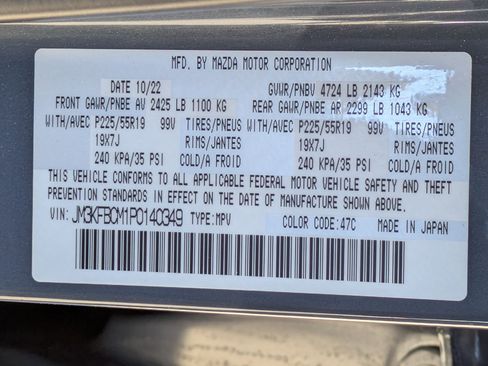 MFD. BY MAZDA MOTOR CORPORATION
DATE 10/22 GVWR/PNBV 4724 LB 2143 KG
FRONT GAWR/PNBE AV 2425 LB 1100 KG REAR GAWR/PNBE AR 2299 LB 1043 KG
WITH/AVEC P225/55R19 99V TIRES/PNEUS WITH/AVEC P225/55R19 99V TIRES/PNEUS
19X7J RIMS/JANTES 19X7J RIMS/JANTES
240 KPA/35 PSI COLD/A FROID 240 KPA/35 PSI COLD/A FROID
THIS VEHICLE CONFORMS TO ALL APPLICABLE FEDERAL MOTOR VEHICLE SAFETY AND THEFT
PREVENTION STANDARDS IN EFFECT ON THE DATE OF MANUFACTURE SHOWN ABOVE.
VIN: JM3KFBCM1P0140349 TYPE: MPV COLOR CODE: 47C MADE IN JAPAN